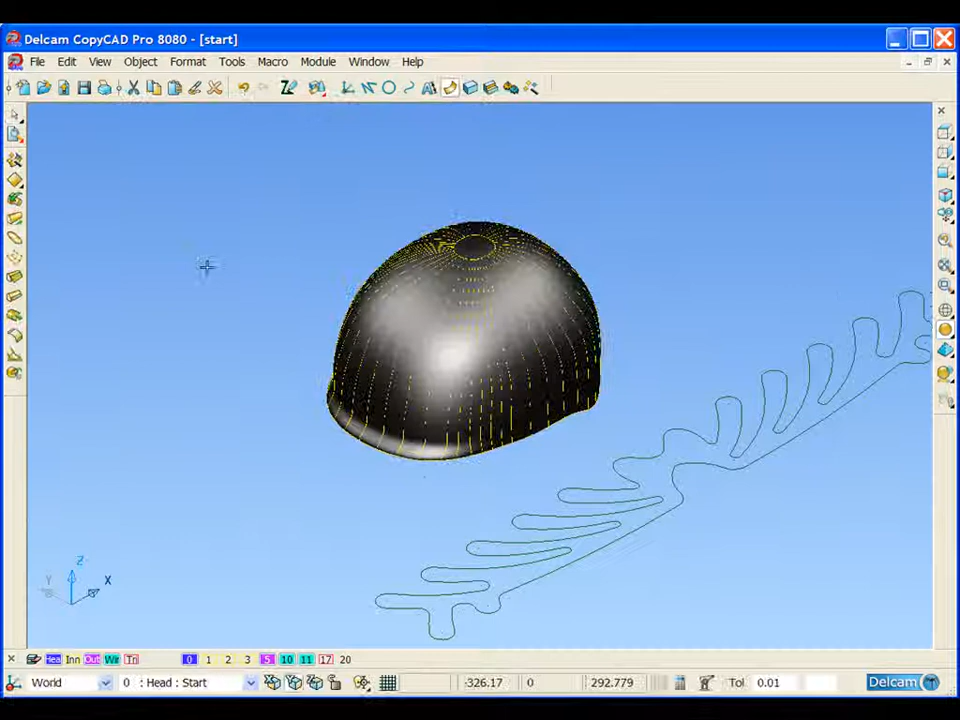 Delcam CopyCAD Pro 8080 - [start]
File Edit View Object Format Tools Macro Module Window Help
Z
Y X
Hea Inn Out Wir Tri 0 1 2 3 5 10 11 17 20
World 0 : Head : Start -326.17 0 292.779 Tol 0.01 Delcam